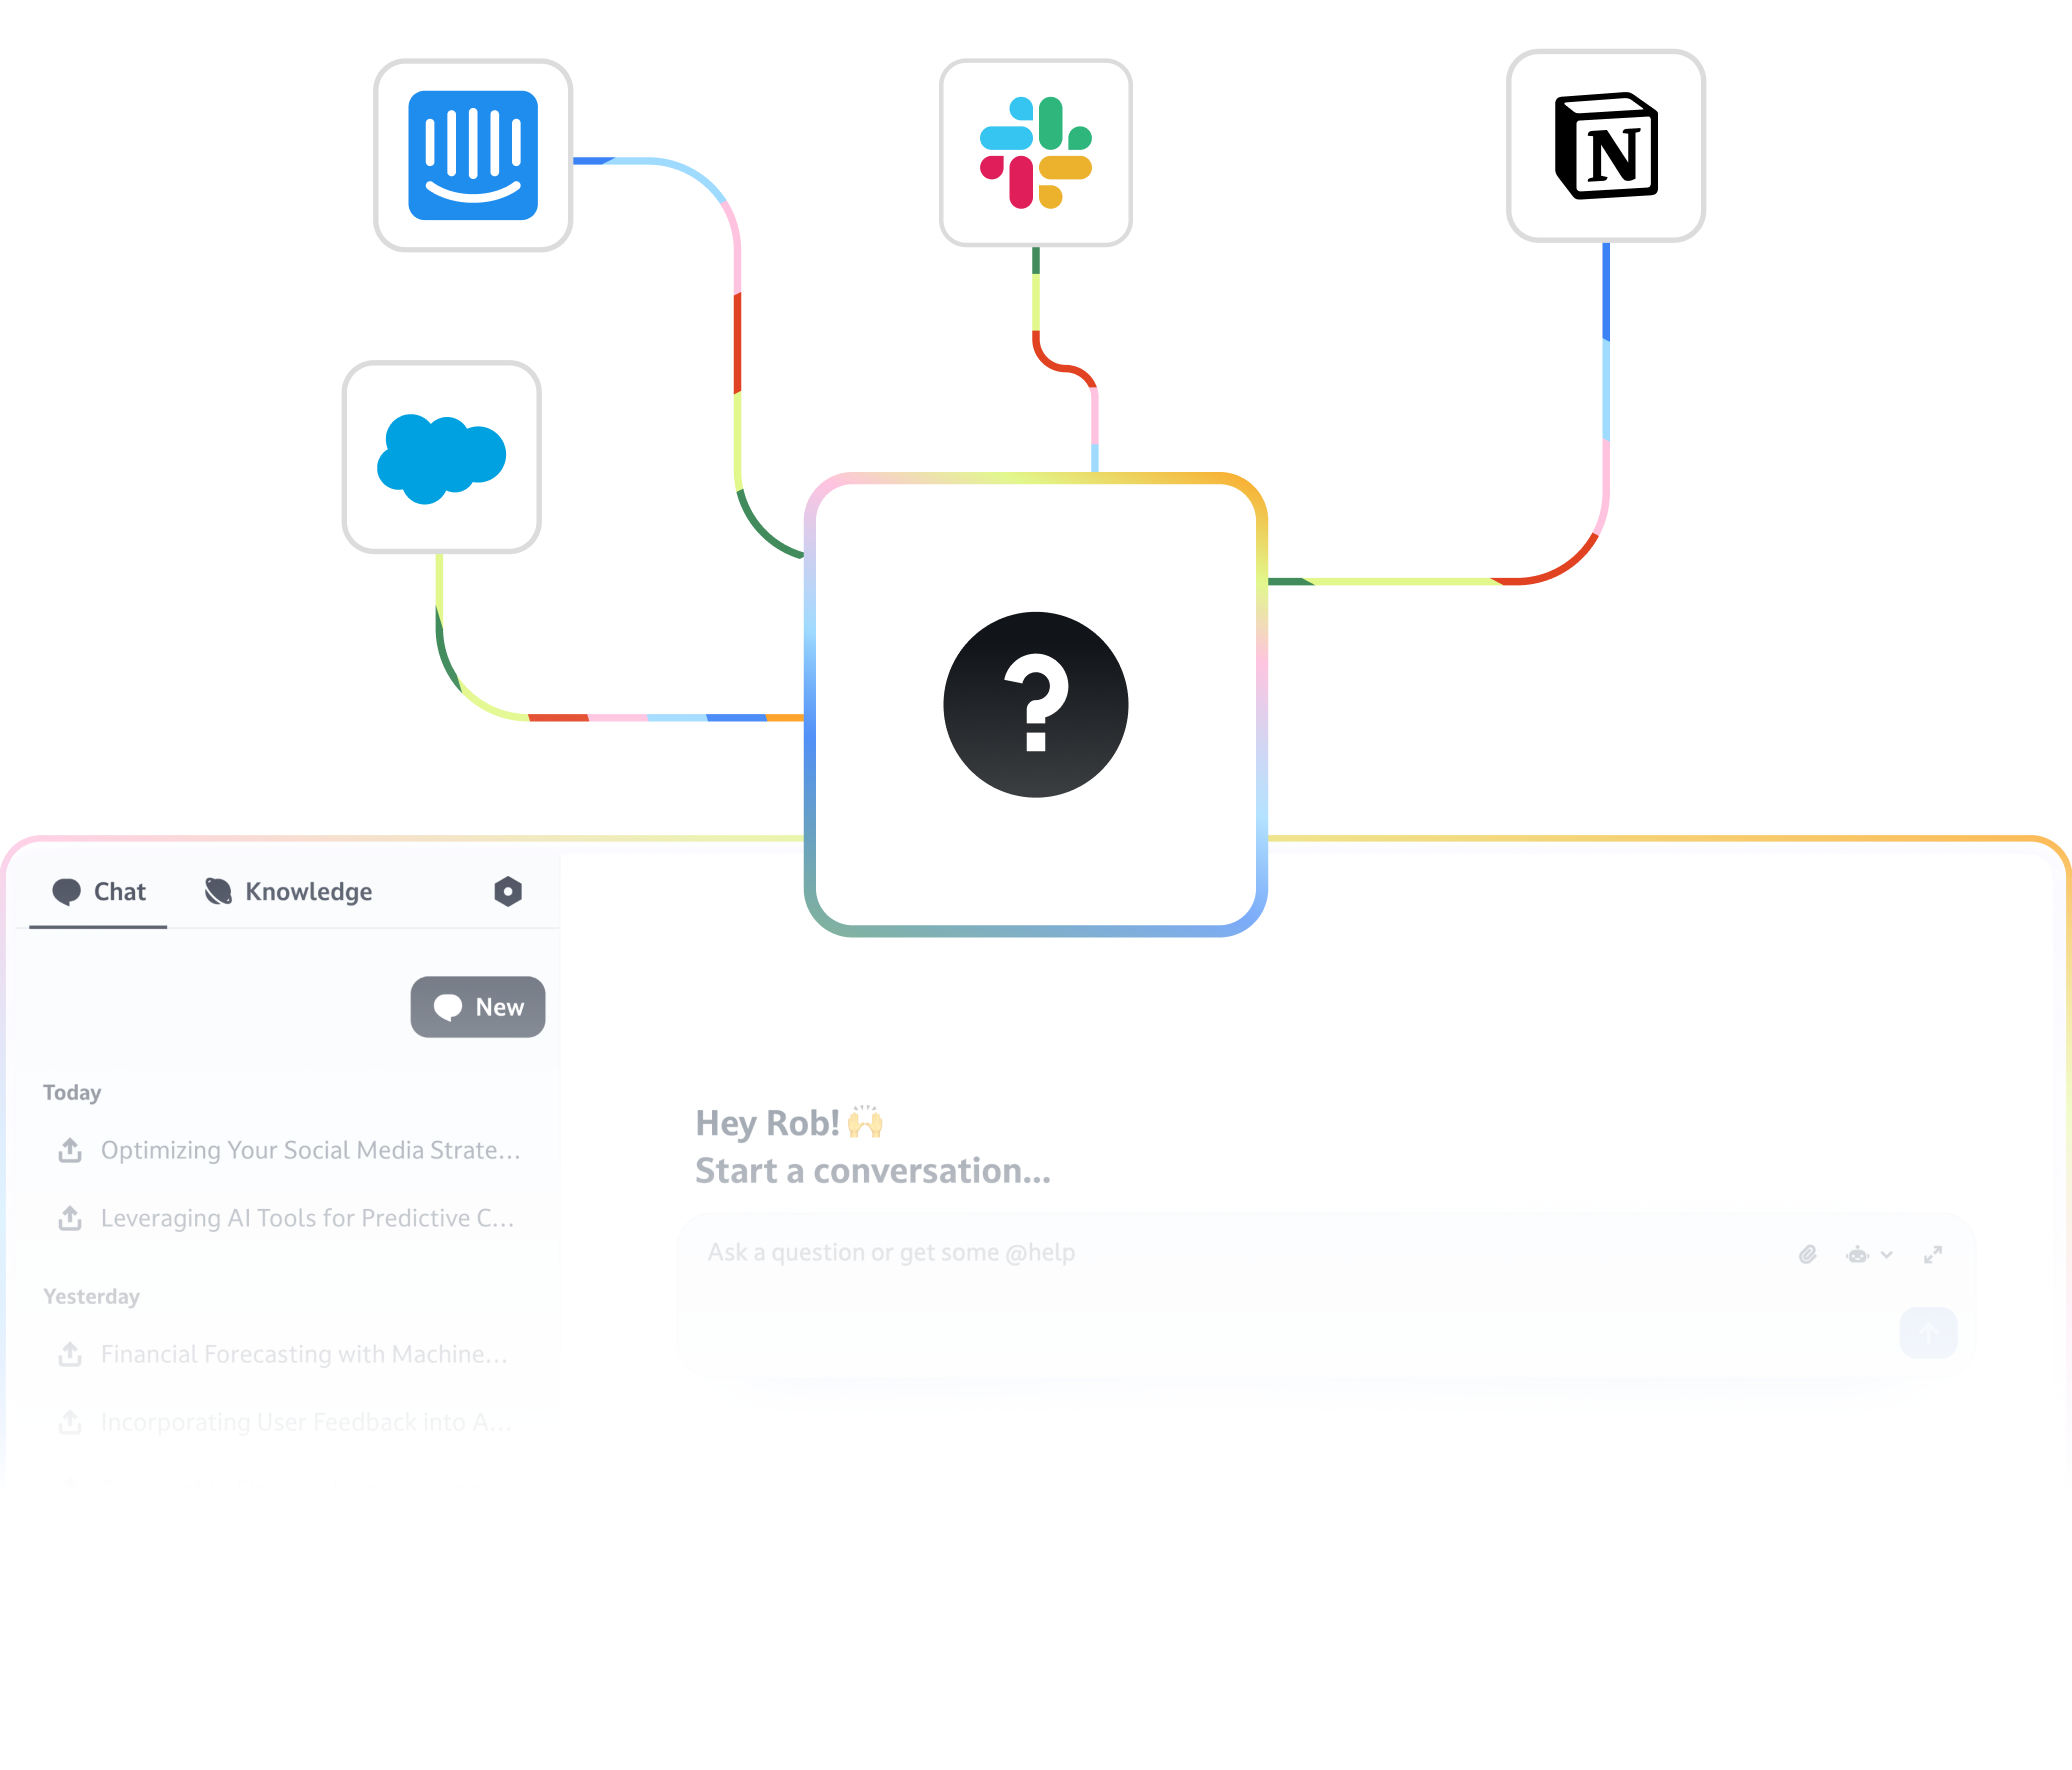 N
?
Chat
Knowledge
New
Today
Optimizing Your Social Media Strate...
Leveraging AI Tools for Predictive C...
Yesterday
Financial Forecasting with Machine...
Incorporating User Feedback into A...
Hey Rob! 🙌
Start a conversation...
Ask a question or get some @help